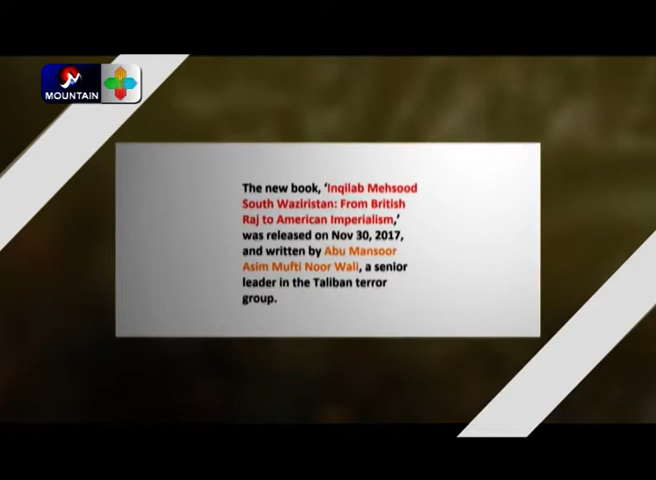 MOUNTAIN
The new book, ‘Inqilab Mehsood
South Waziristan: From British
Raj to American Imperialism,’
was released on Nov 30, 2017,
and written by Abu Mansoor
Asim Mufti Noor Wali, a senior
leader in the Taliban terror
group.